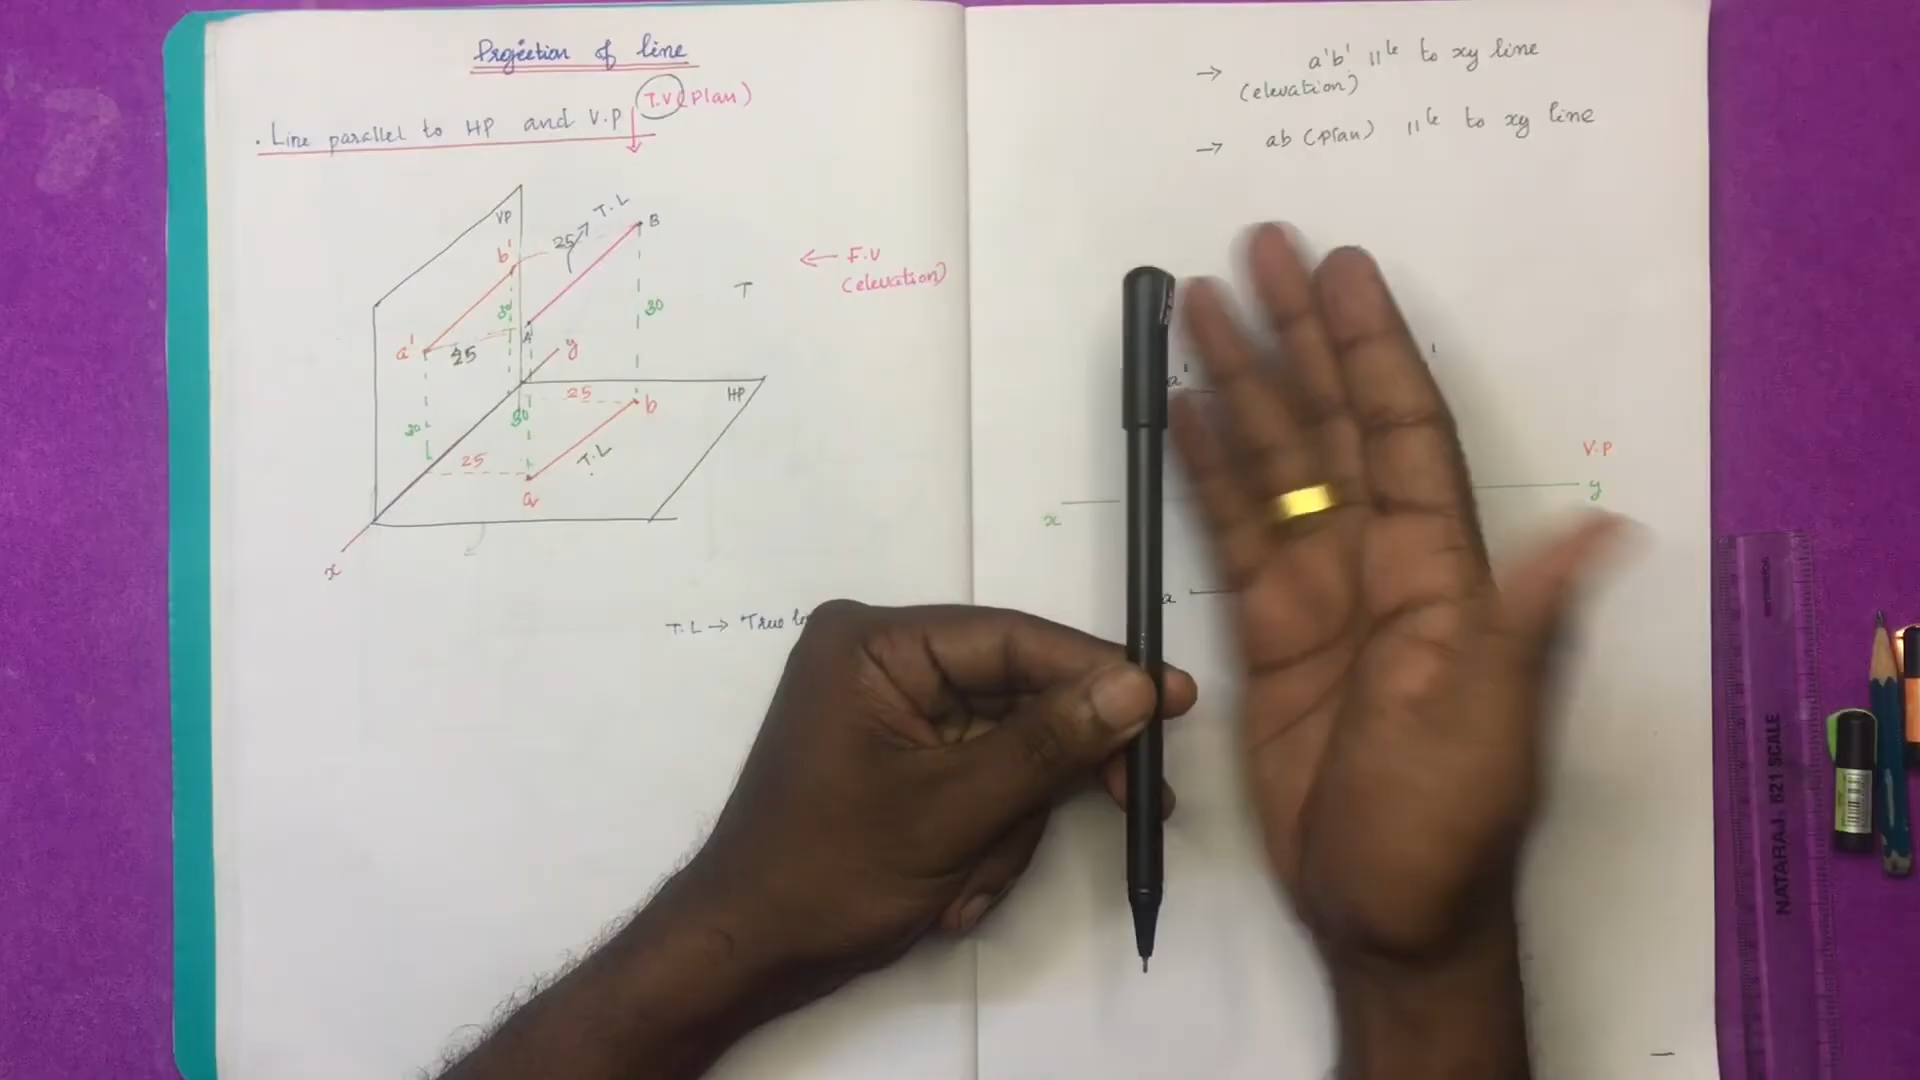 Projection of line
T.V (Plan)
. Line parallel to HP and V.P
VP
T.L
B
b'
25
F.V
(elevation)
T
30
30
A
a'
25
y
25
HP
b
30
30
25
T.L
a
x
T.L → True
→ a'b' ||le to xy line
(elevation)
→ ab (plan) ||le to xy line
a'
'
V.P
x
y
a
NATARAJ 621 SCALE